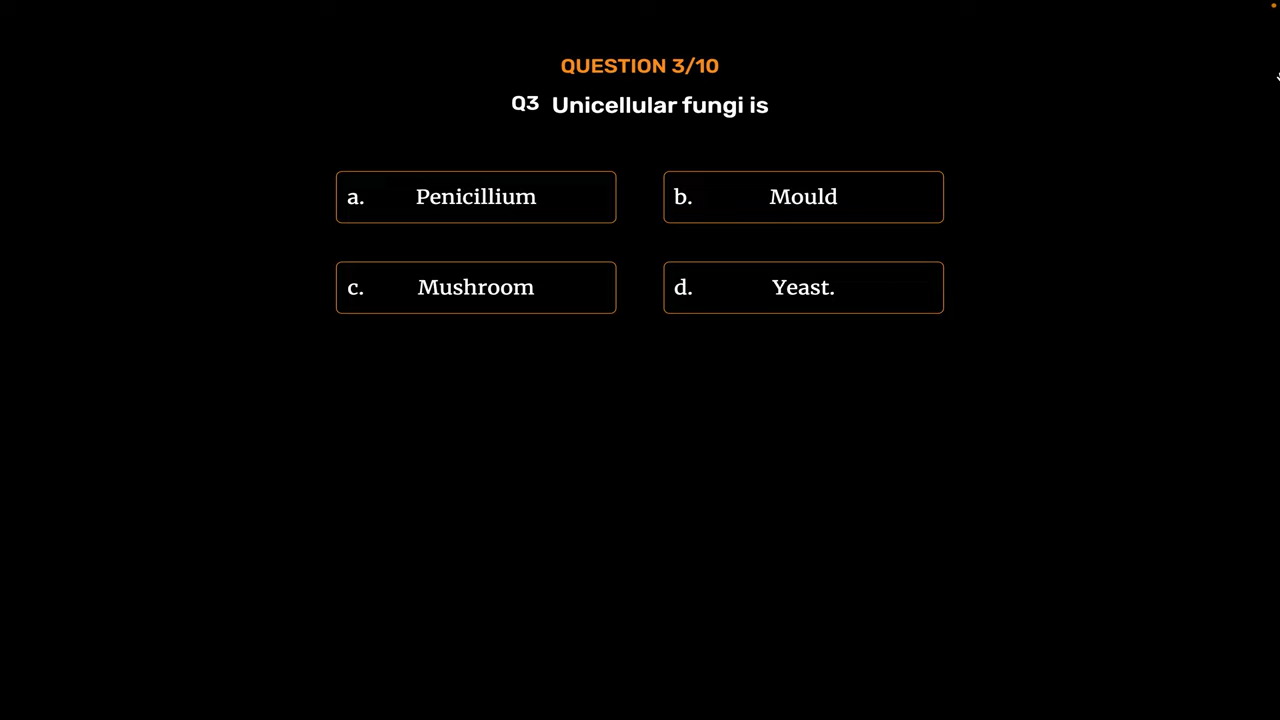 QUESTION 3/10
Q3 Unicellular fungi is
a. Penicillium
b. Mould
c. Mushroom
d. Yeast.